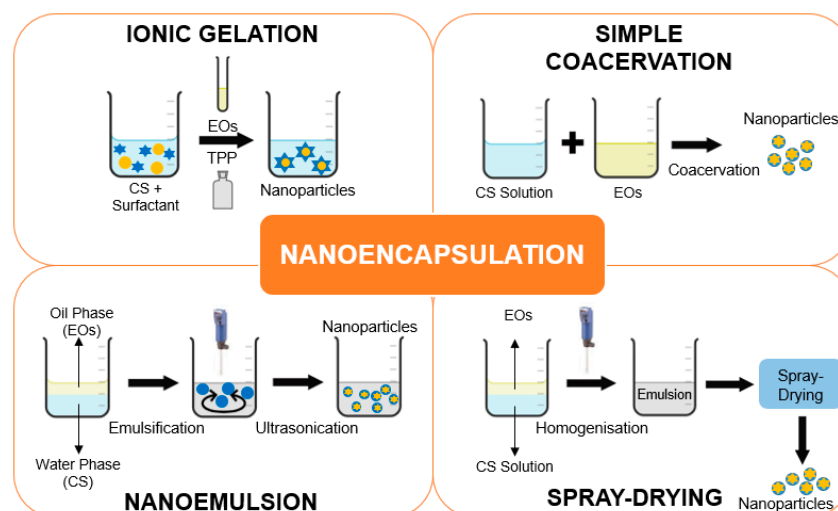 IONIC GELATION
EOs
TPP
CS +
Surfactant
Nanoparticles
SIMPLE
COACERVATION
Nanoparticles
Coacervation
CS Solution
EOs
NANOENCAPSULATION
Oil Phase
(EOs)
Nanoparticles
Emulsification
Ultrasonication
Water Phase
(CS)
NANOEMULSION
EOs
Emulsion
Spray-
Drying
Homogenisation
CS Solution
SPRAY-DRYING
Nanoparticles